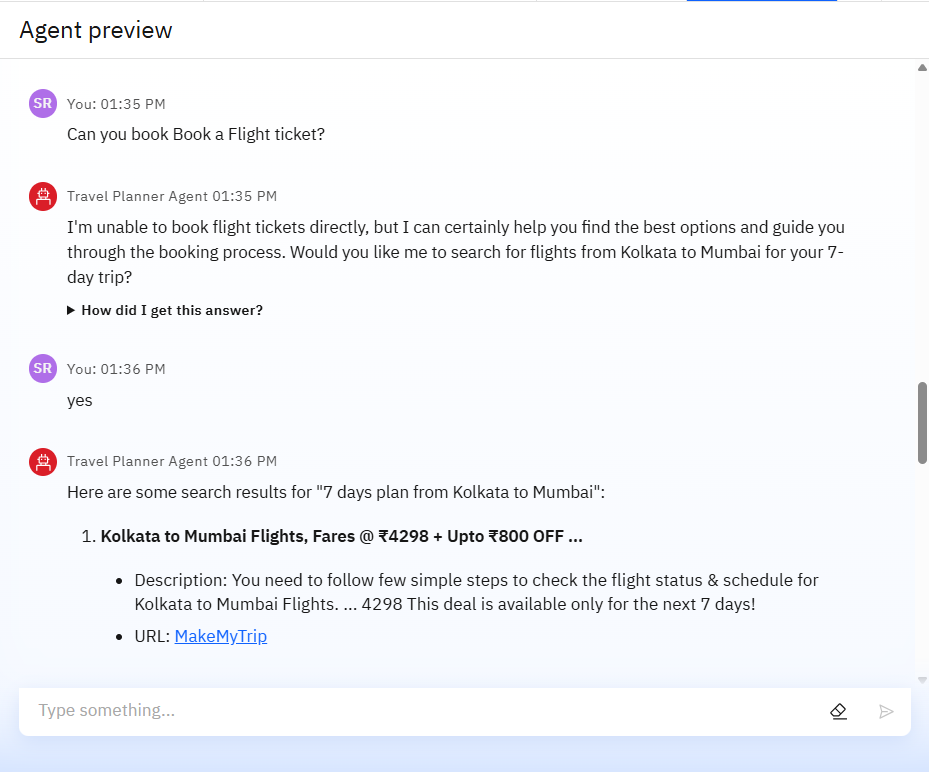 Agent preview
SR You: 01:35 PM
Can you book Book a Flight ticket?
Travel Planner Agent 01:35 PM
I'm unable to book flight tickets directly, but I can certainly help you find the best options and guide you
through the booking process. Would you like me to search for flights from Kolkata to Mumbai for your 7-
day trip?
How did I get this answer?
SR You: 01:36 PM
yes
Travel Planner Agent 01:36 PM
Here are some search results for "7 days plan from Kolkata to Mumbai":
1. Kolkata to Mumbai Flights, Fares @ ₹4298 + Upto ₹800 OFF ...
• Description: You need to follow few simple steps to check the flight status & schedule for
Kolkata to Mumbai Flights. ... 4298 This deal is available only for the next 7 days!
• URL: MakeMyTrip
Type something...